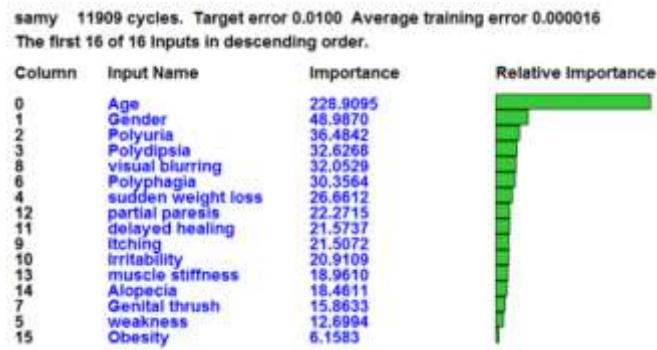 samy 11909 cycles. Target error 0.0100 Average training error 0.000016
The first 16 of 16 Inputs in descending order.
Column Input Name Importance Relative Importance
0 Age 228.9095
1 Gender 48.9870
2 Polyuria 36.4842
3 Polydipsia 32.6268
8 visual blurring 32.0529
6 Polyphagia 30.3564
4 sudden weight loss 26.6612
12 partial paresis 22.2715
11 delayed healing 21.5737
9 Itching 21.5072
10 Irritability 20.9109
13 muscle stiffness 18.9610
14 Alopecia 18.4611
7 Genital thrush 15.8633
5 weakness 12.6994
15 Obesity 6.1583